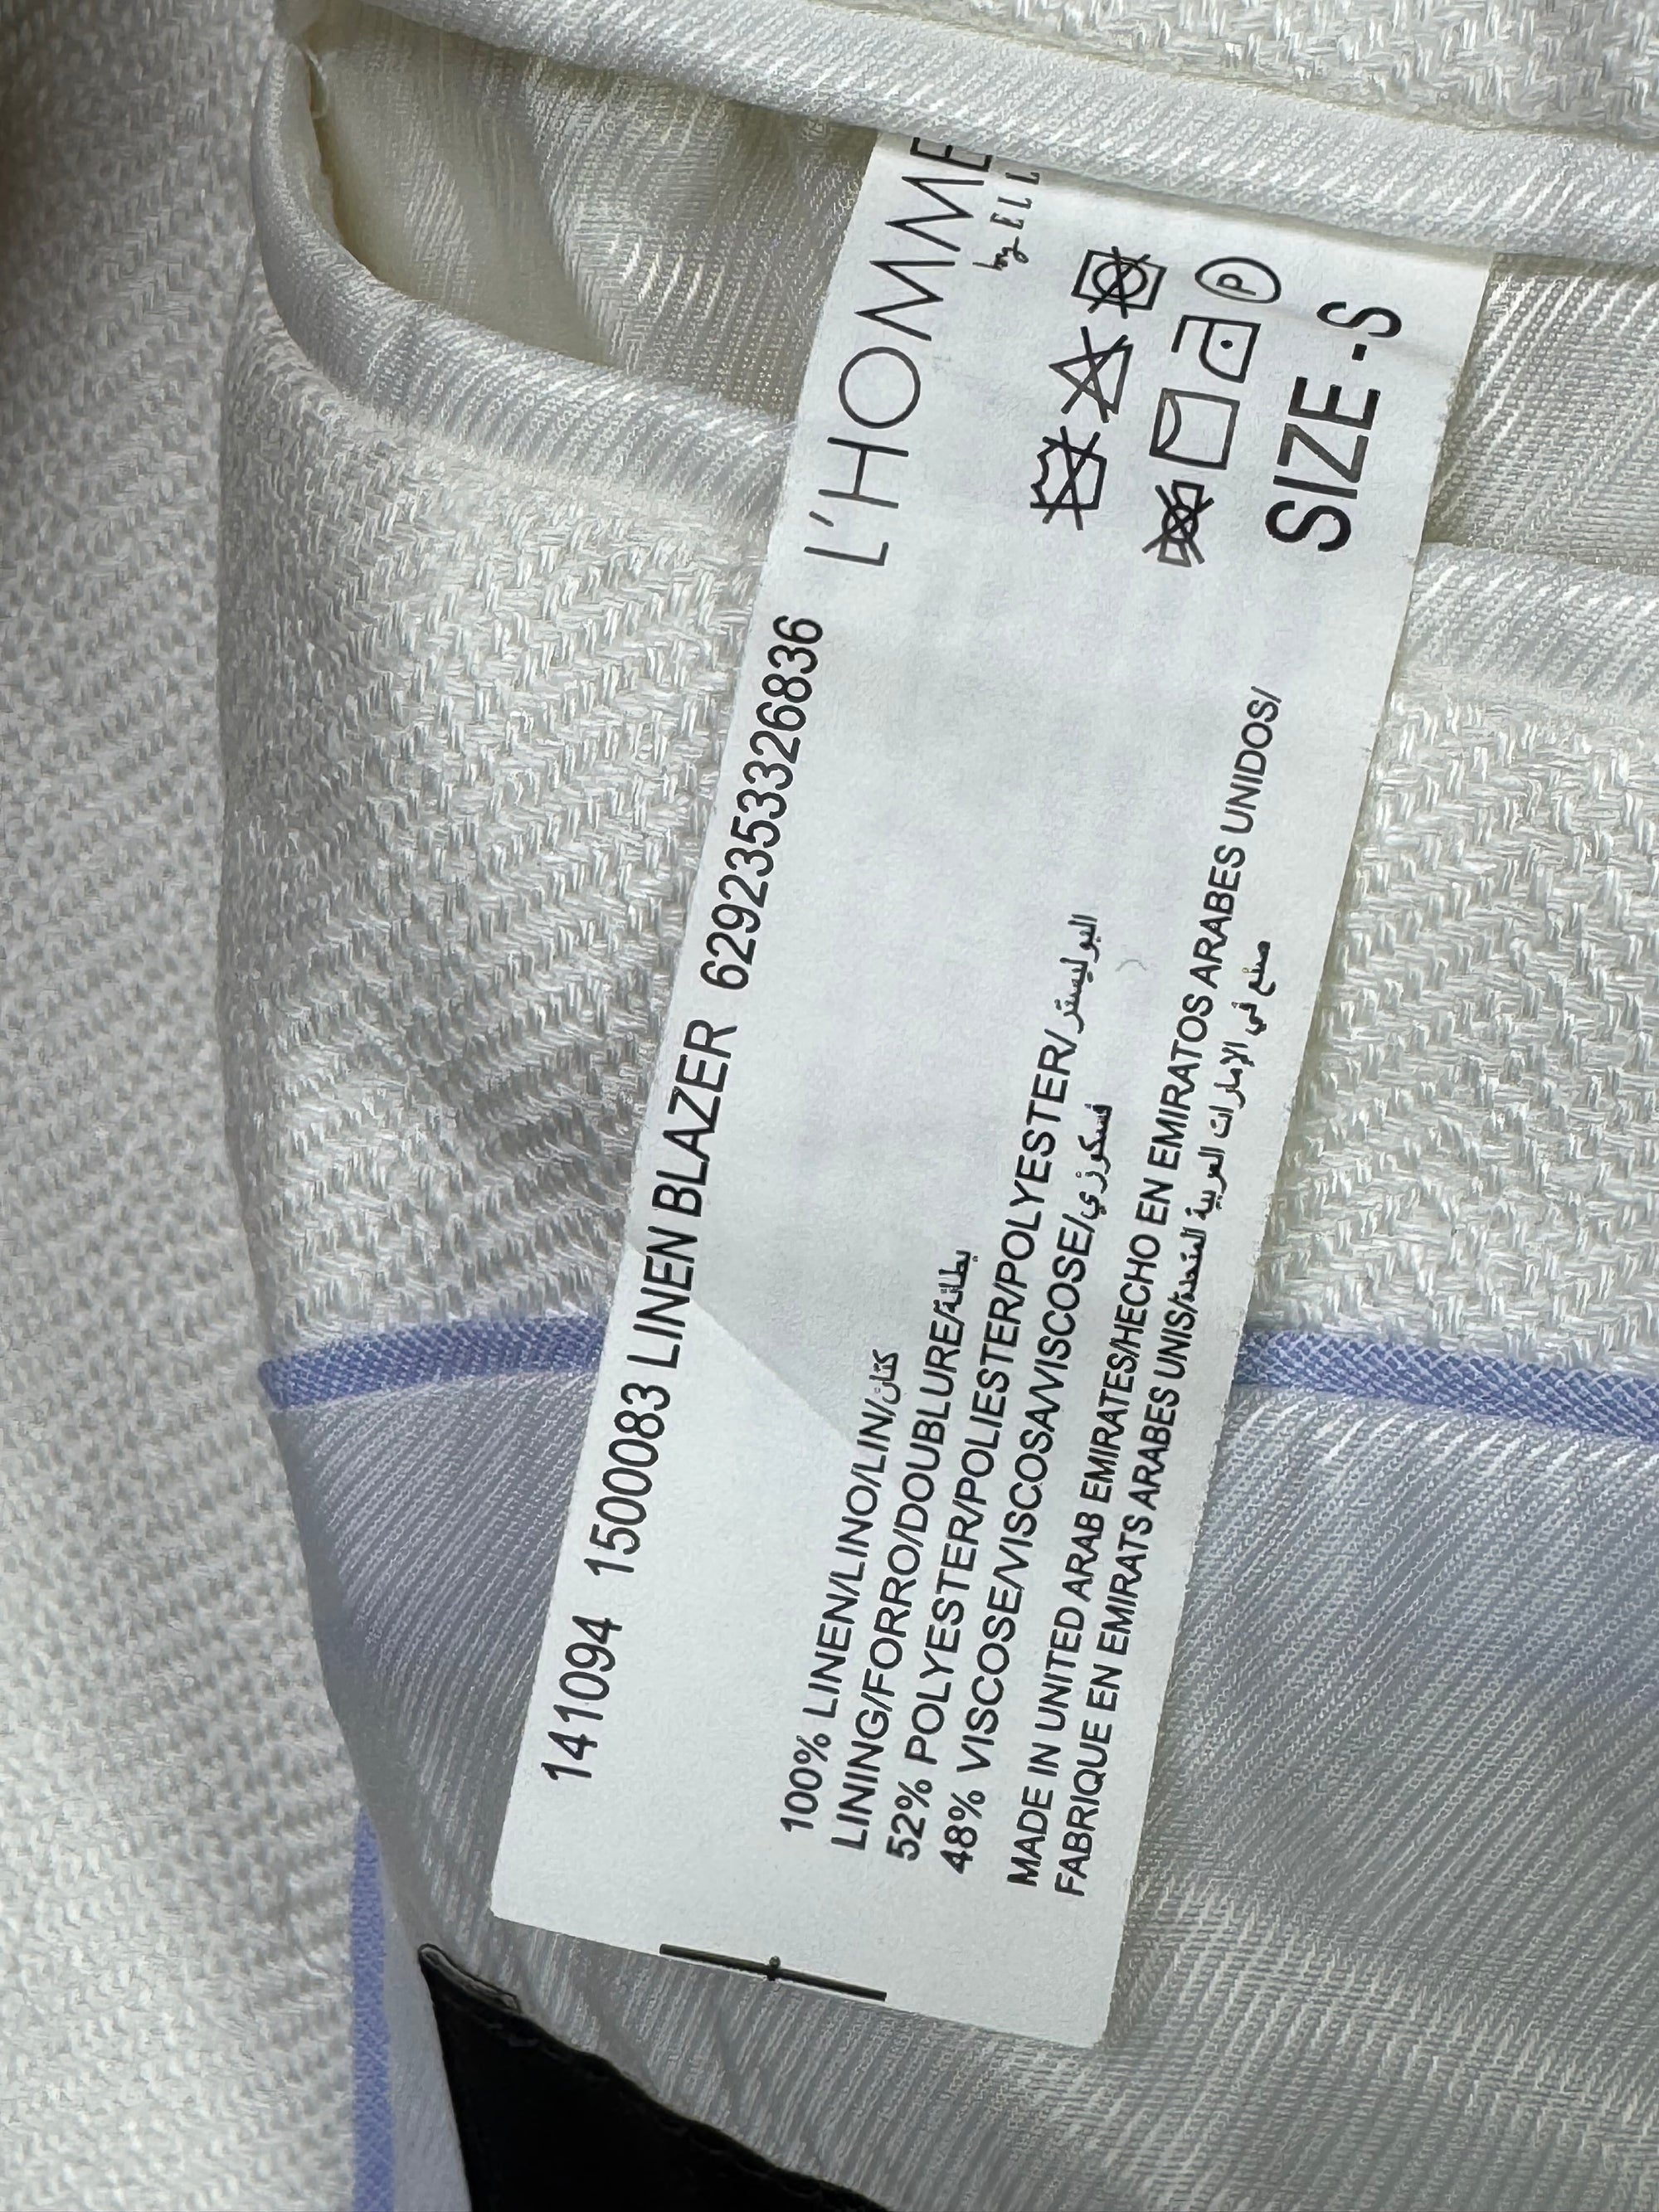 141094 1500083 LINEN BLAZER 6292353326836
L'HOMME
by
100% LINEN/LINO/LIN/كتان
LINING/FORRO/DOUBLURE/بطانة
52% POLYESTER/POLIESTER/POLYESTER/البوليستر
48% VISCOSE/VISCOSA/VISCOSE/فسكوزي
MADE IN UNITED ARAB EMIRATES/HECHO EN EMIRATOS ARABES UNIDOS/
FABRIQUE EN EMIRATS ARABES UNIS/صنع في الإمارات العربية المتحدة
P
SIZE -S